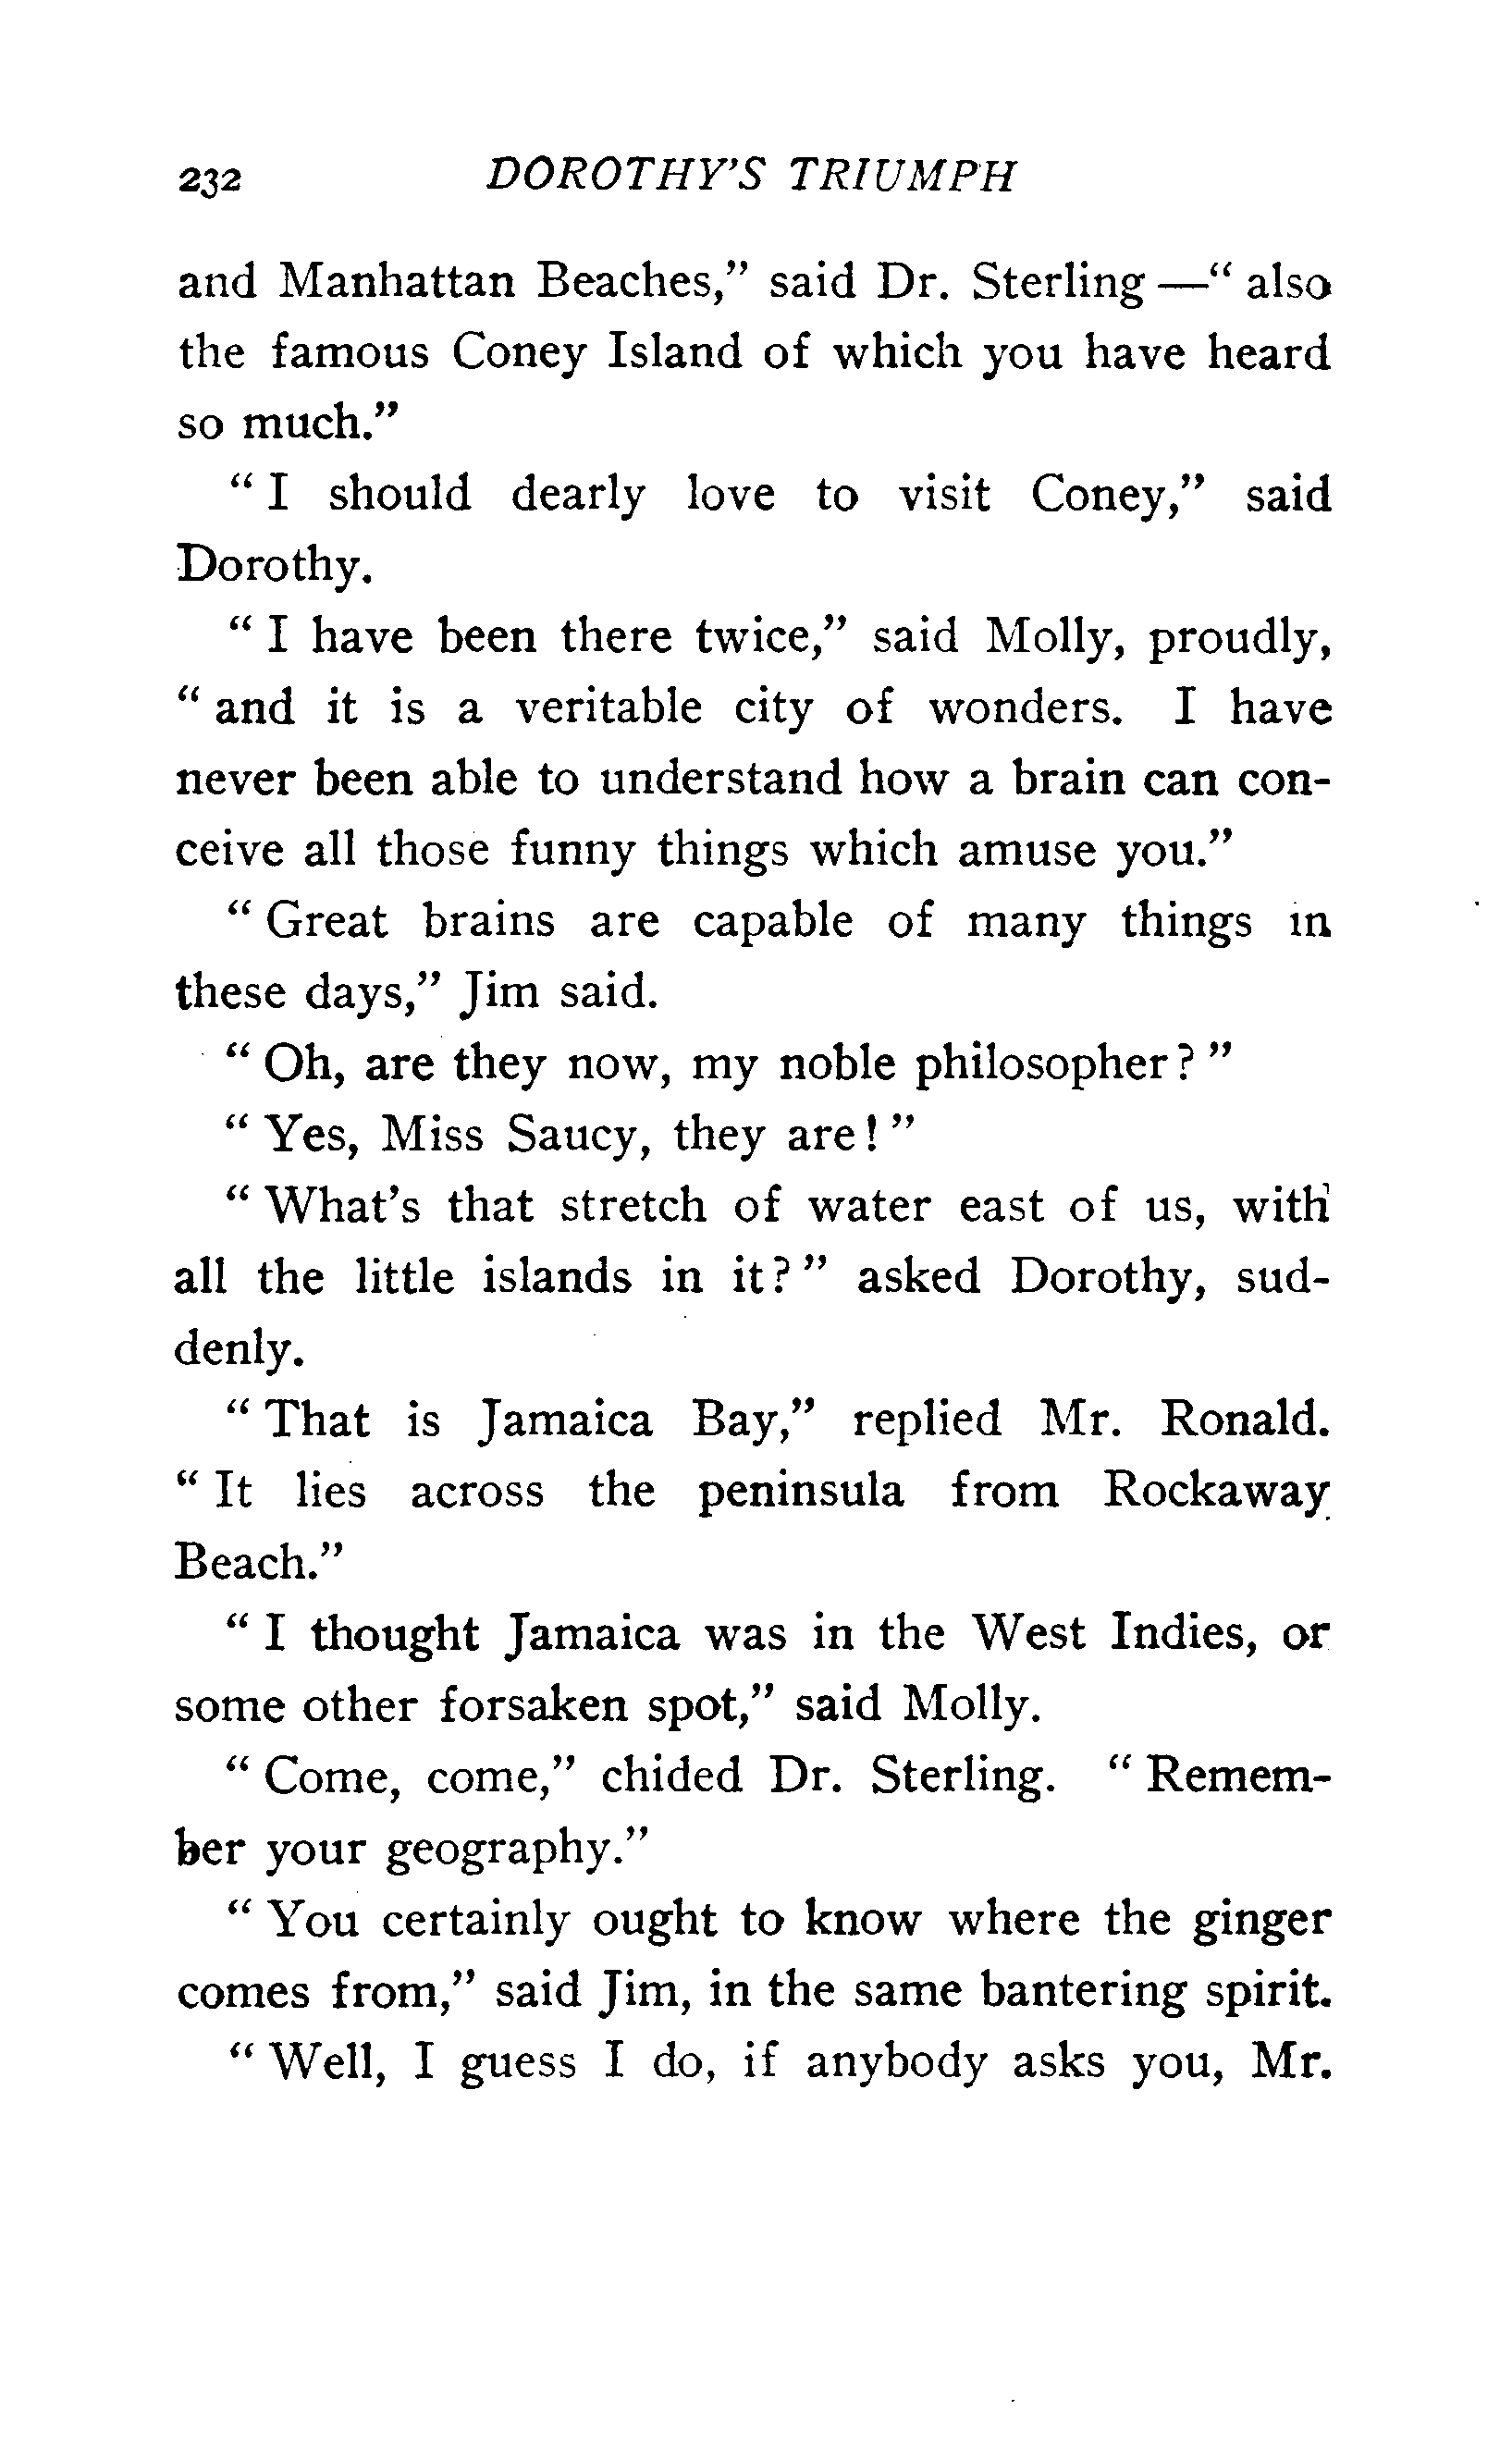 232 DOROTHY'S TRIUMPH
and Manhattan Beaches," said Dr. Sterling—" also
the famous Coney Island of which you have heard
so much."
" I should dearly love to visit Coney," said
Dorothy.
" I have been there twice," said Molly, proudly,
" and it is a veritable city of wonders. I have
never been able to understand how a brain can con-
ceive all those funny things which amuse you."
" Great brains are capable of many things in
these days," Jim said.
" Oh, are they now, my noble philosopher? "
" Yes, Miss Saucy, they are! "
" What's that stretch of water east of us, with
all the little islands in it? " asked Dorothy, sud-
denly.
" That is Jamaica Bay," replied Mr. Ronald.
" It lies across the peninsula from Rockaway
Beach."
" I thought Jamaica was in the West Indies, or
some other forsaken spot," said Molly.
" Come, come," chided Dr. Sterling. " Remem-
ber your geography."
" You certainly ought to know where the ginger
comes from," said Jim, in the same bantering spirit.
" Well, I guess I do, if anybody asks you, Mr.